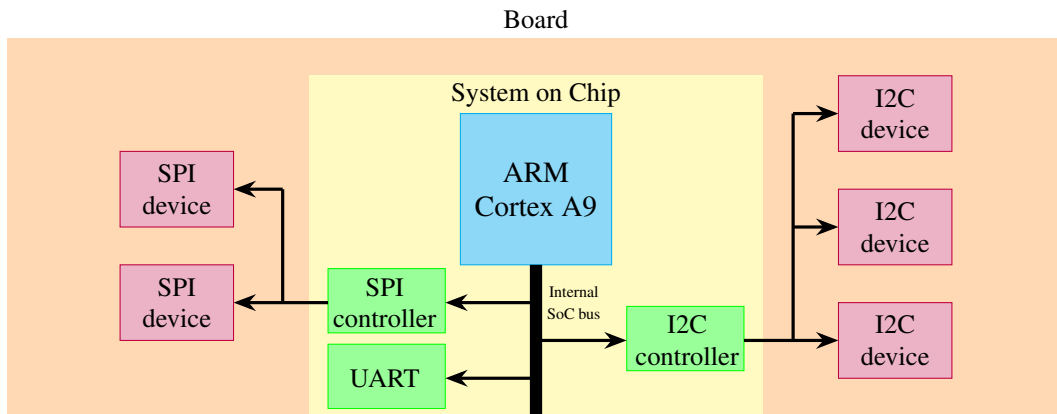 Board
System on Chip
ARM
Cortex A9
SPI
device
SPI
device
SPI
controller
UART
Internal
SoC bus
I2C
controller
I2C
device
I2C
device
I2C
device